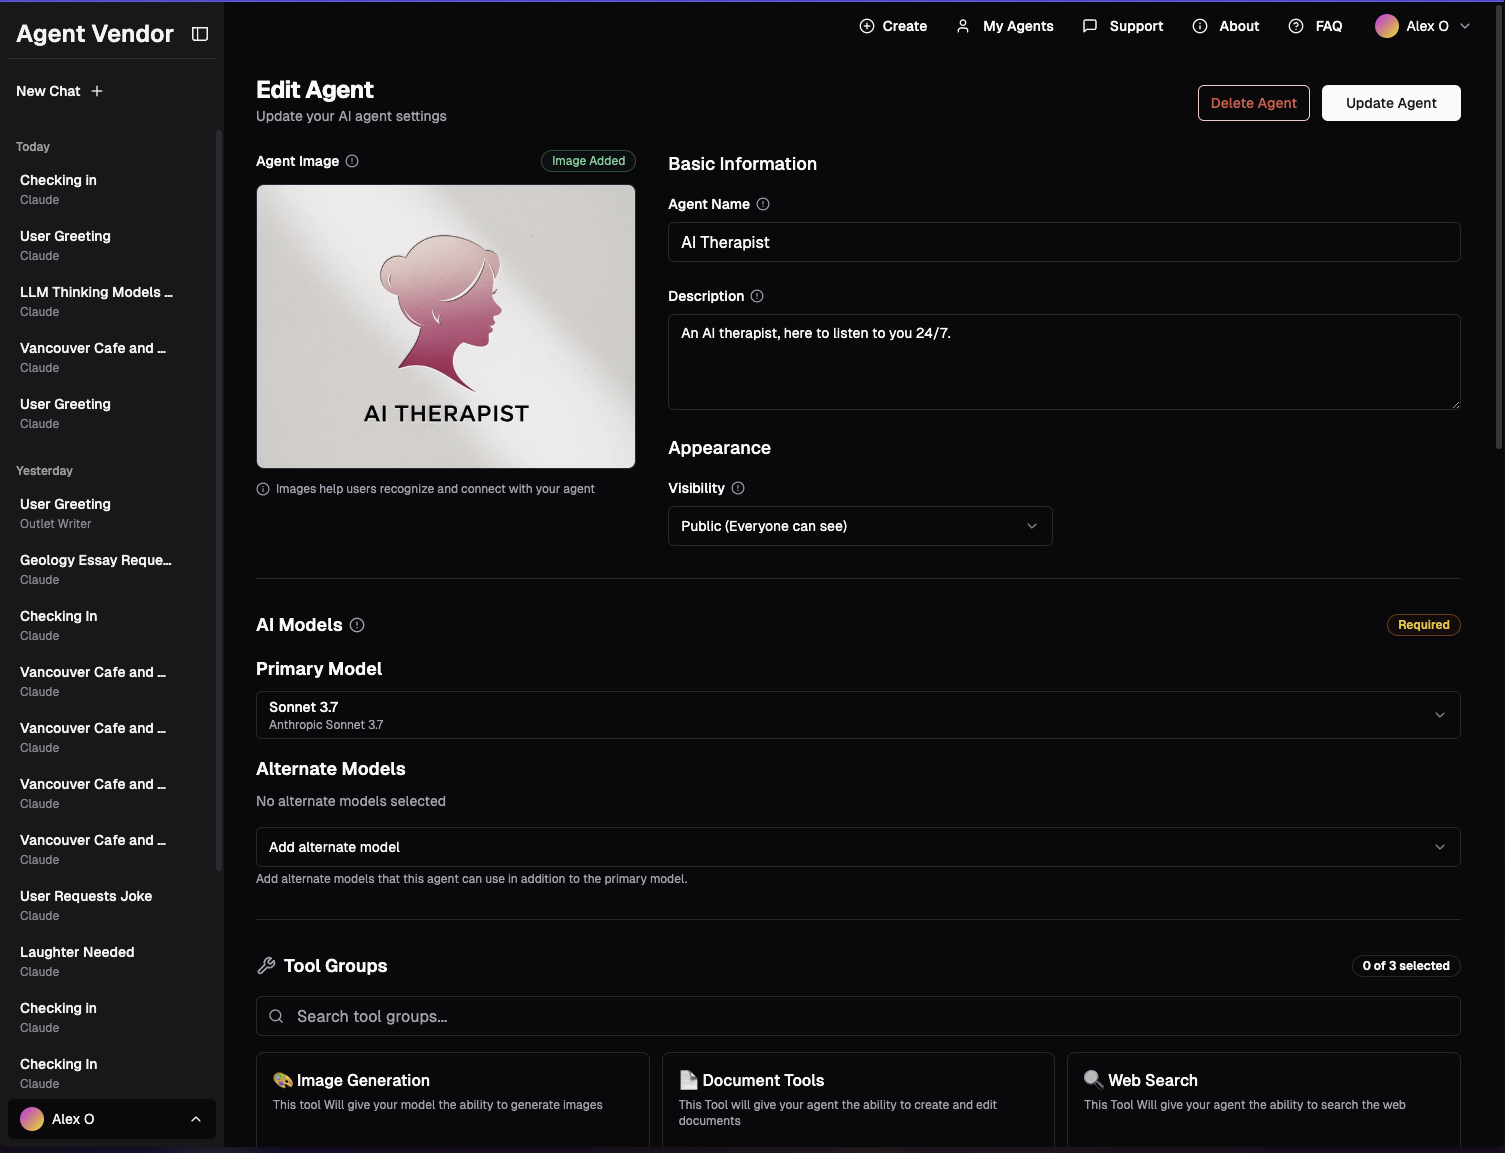 Agent Vendor
New Chat
Today
Checking in
Claude
User Greeting
Claude
LLM Thinking Models ...
Claude
Vancouver Cafe and ...
Claude
User Greeting
Claude
Yesterday
User Greeting
Outlet Writer
Geology Essay Reque...
Claude
Checking In
Claude
Vancouver Cafe and ...
Claude
Vancouver Cafe and ...
Claude
Vancouver Cafe and ...
Claude
Vancouver Cafe and ...
Claude
User Requests Joke
Claude
Laughter Needed
Claude
Checking in
Claude
Checking In
Claude
Alex O
Create
My Agents
Support
About
FAQ
Alex O
Edit Agent
Update your AI agent settings
Delete Agent
Update Agent
Agent Image
Image Added
AI THERAPIST
Images help users recognize and connect with your agent
Basic Information
Agent Name
AI Therapist
Description
An AI therapist, here to listen to you 24/7.
Appearance
Visibility
Public (Everyone can see)
AI Models
Required
Primary Model
Sonnet 3.7
Anthropic Sonnet 3.7
Alternate Models
No alternate models selected
Add alternate model
Add alternate models that this agent can use in addition to the primary model.
Tool Groups
0 of 3 selected
Search tool groups...
Image Generation
This tool Will give your model the ability to generate images
Document Tools
This Tool will give your agent the ability to create and edit
documents
Web Search
This Tool Will give your agent the ability to search the web